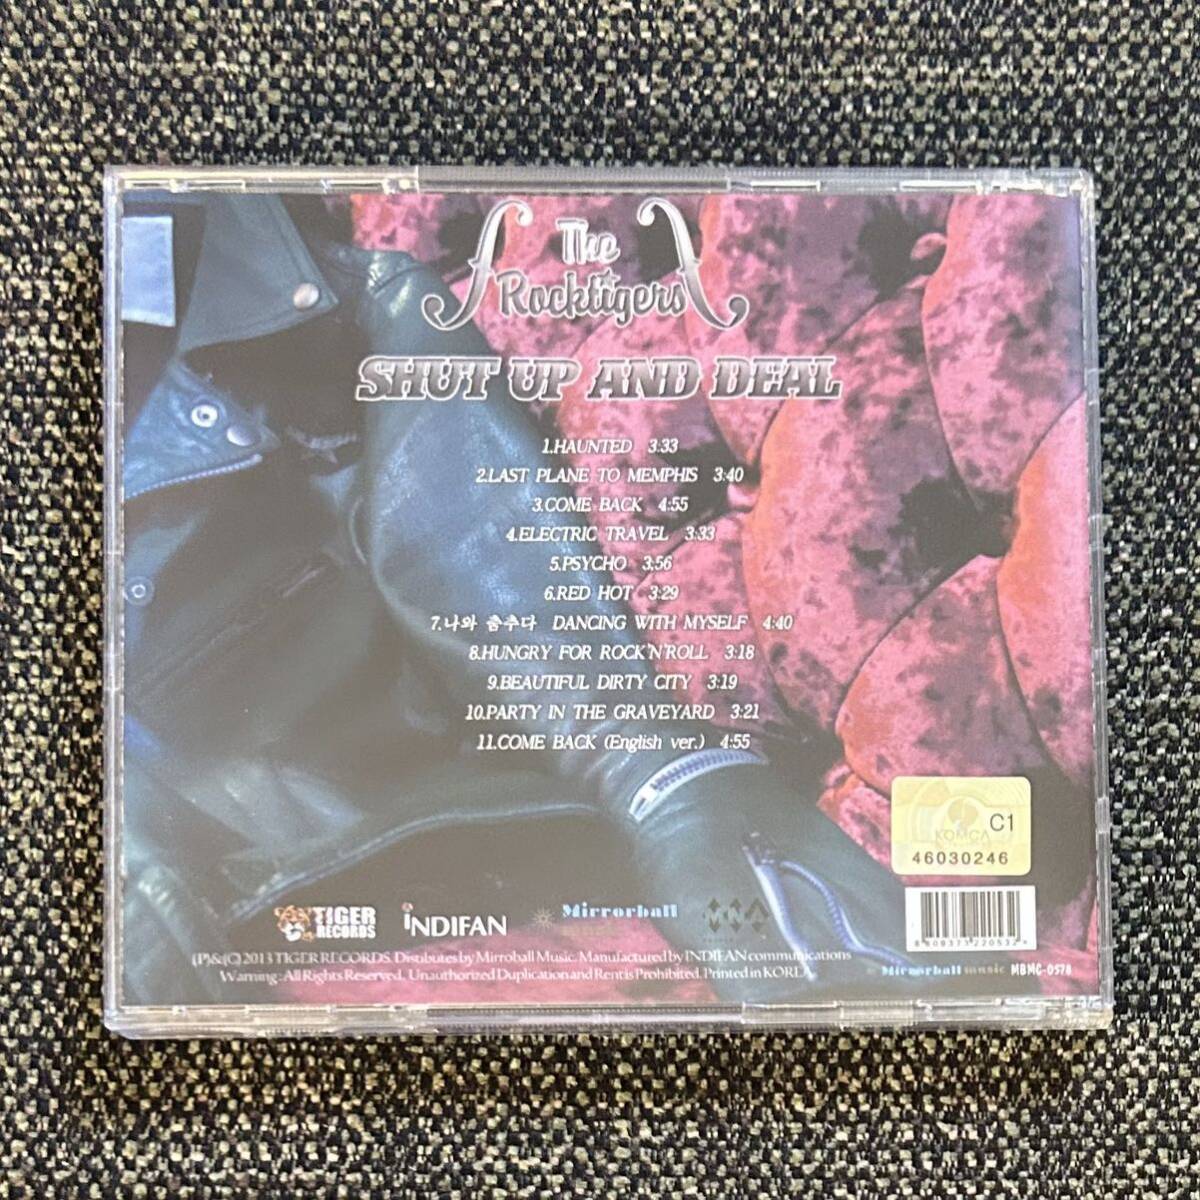 The
Rocktigers
SHUT UP AND DEAL
1.HAUNTED 3:33
2.LAST PLANE TO MEMPHIS 3:40
3.COME BACK 4:55
4.ELECTRIC TRAVEL 3:33
5.PSYCHO 3:56
6.RED HOT 3:29
7.나와 춤추다 DANCING WITH MYSELF 4:40
8.HUNGRY FOR ROCK'N'ROLL 3:18
9.BEAUTIFUL DIRTY CITY 3:19
10.PARTY IN THE GRAVEYARD 3:21
11.COME BACK (English ver.) 4:55
KOMCA C1
46030246
TIGER
RECORDS
iNDIFAN
Mirrorball
music
MNA
8809373220532
(P)&(C) 2013 TIGER RECORDS. Distributes by Mirroball Music. Manufactured by INDIFAN communications
Warning : All Rights Reserved. Unauthorized Duplication and Rent is Prohibited. Printed in KOREA
Mirrorball music MBMC-0578